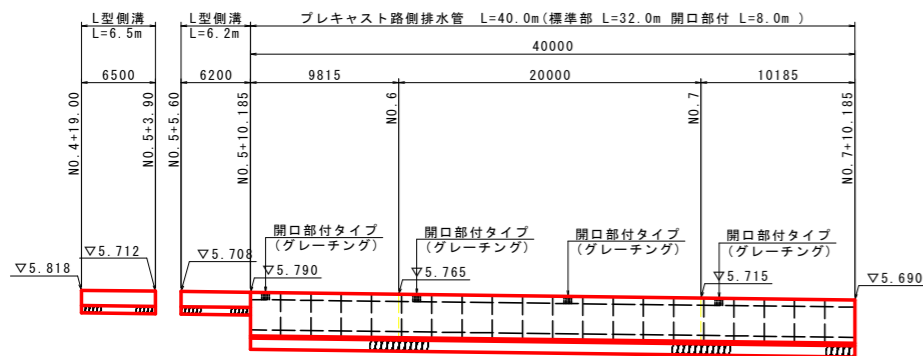 L型側溝
L=6.5m
L型側溝
L=6.2m
プレキャスト路側排水管 L=40.0m(標準部 L=32.0m 開口部付 L=8.0m )
40000
6500
6200
9815
20000
10185
NO.4+19.00
NO.5+3.90
NO.5+5.60
NO.5+10.185
NO.6
NO.7
NO.7+10.185
開口部付タイプ
(グレーチング)
開口部付タイプ
(グレーチング)
開口部付タイプ
(グレーチング)
開口部付タイプ
(グレーチング)
▽5.818
▽5.712
▽5.708
▽5.790
▽5.765
▽5.715
▽5.690